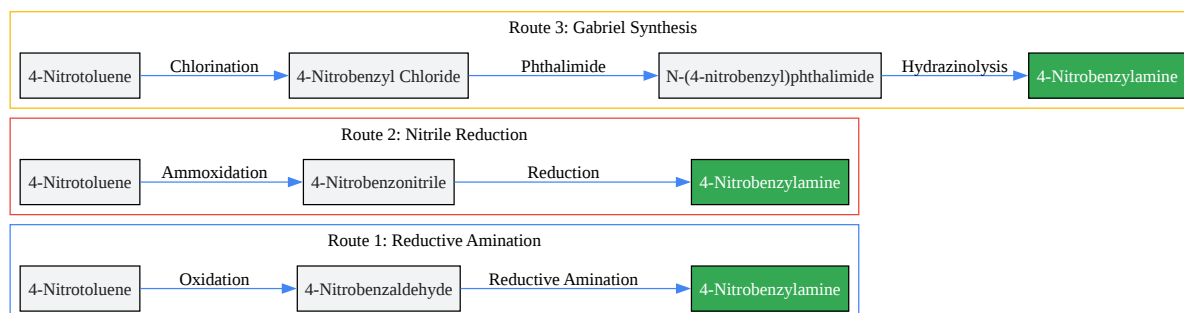 Route 3: Gabriel Synthesis
4-Nitrotoluene
Chlorination
4-Nitrobenzyl Chloride
Phthalimide
N-(4-nitrobenzyl)phthalimide
Hydrazinolysis
4-Nitrobenzylamine
Route 2: Nitrile Reduction
4-Nitrotoluene
Ammoxidation
4-Nitrobenzonitrile
Reduction
4-Nitrobenzylamine
Route 1: Reductive Amination
4-Nitrotoluene
Oxidation
4-Nitrobenzaldehyde
Reductive Amination
4-Nitrobenzylamine